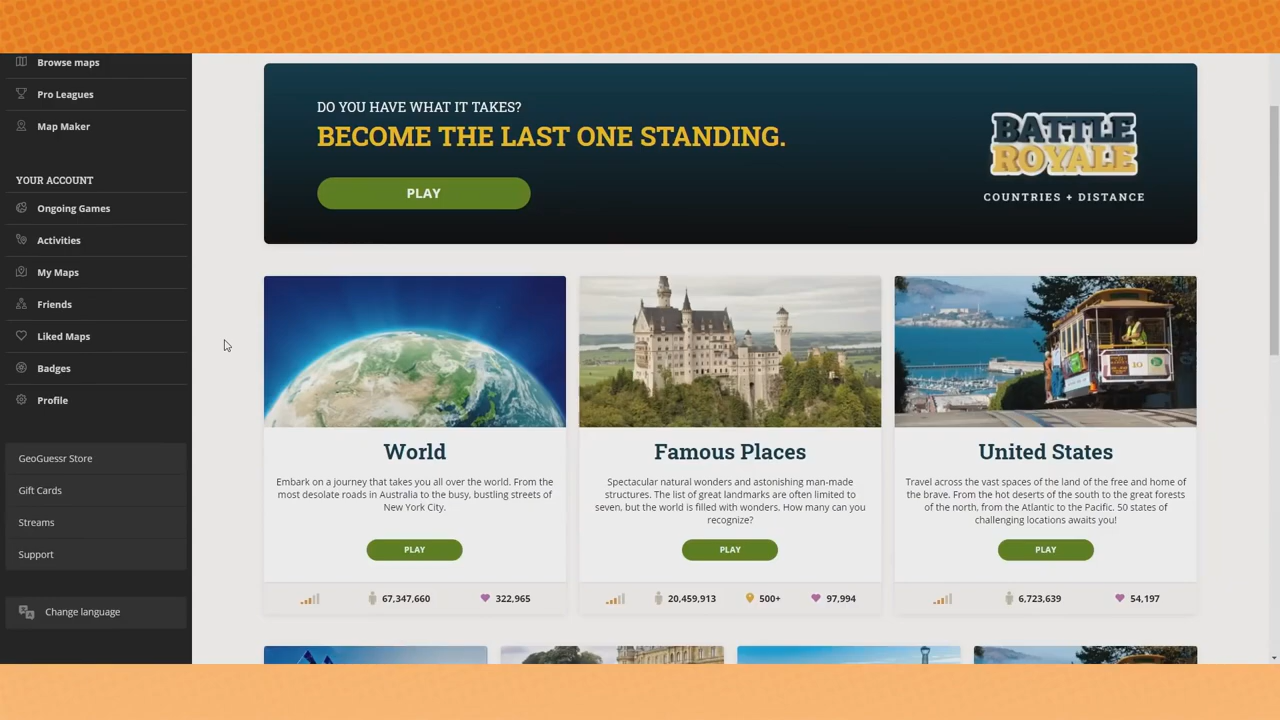 Browse maps
Pro Leagues
Map Maker
YOUR ACCOUNT
Ongoing Games
Activities
My Maps
Friends
Liked Maps
Badges
Profile
GeoGuessr Store
Gift Cards
Streams
Support
Change language
DO YOU HAVE WHAT IT TAKES?
BECOME THE LAST ONE STANDING.
PLAY
BATTLE
ROYALE
COUNTRIES + DISTANCE
World
Embark on a journey that takes you all over the world. From the
most desolate roads in Australia to the busy, bustling streets of
New York City.
PLAY
67,347,660
322,965
Famous Places
Spectacular natural wonders and astonishing man-made
structures. The list of great landmarks are often limited to
seven, but the world is filled with wonders. How many can you
recognize?
PLAY
20,459,913
500+
97,994
10
United States
Travel across the vast spaces of the land of the free and home of
the brave. From the hot deserts of the south to the great forests
of the north, from the Atlantic to the Pacific. 50 states of
challenging locations awaits you!
PLAY
6,723,639
54,197